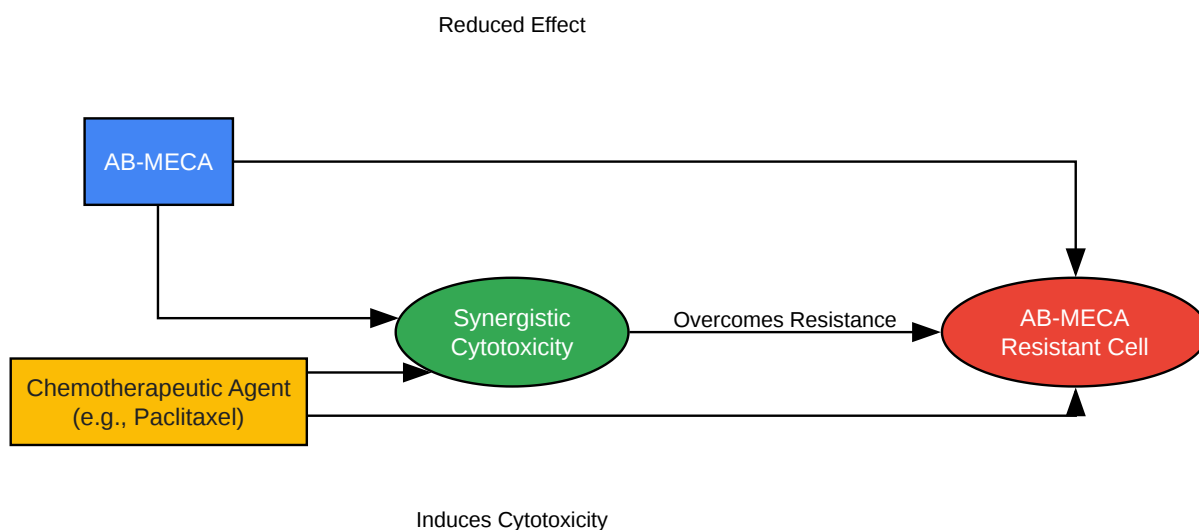 Reduced Effect
AB-MECA
Synergistic
Cytotoxicity
Overcomes Resistance
AB-MECA
Resistant Cell
Chemotherapeutic Agent
(e.g., Paclitaxel)
Induces Cytotoxicity